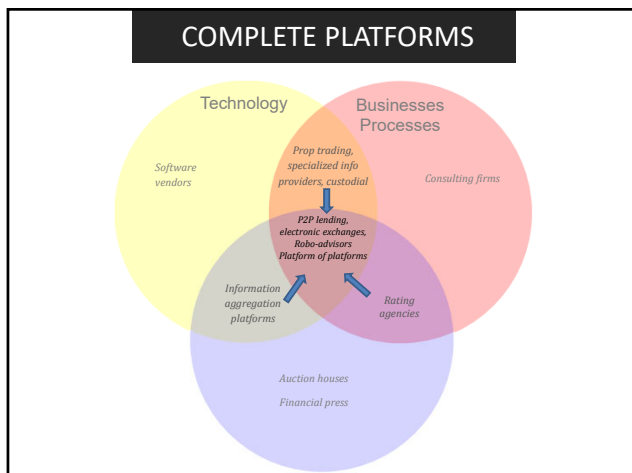 COMPLETE PLATFORMS
Technology
Businesses
Processes
Prop trading,
specialized info
providers, custodial
Software
vendors
Consulting firms
P2P lending,
electronic exchanges,
Robo-advisors
Platform of platforms
Information
aggregation
platforms
Rating
agencies
Auction houses
Financial press